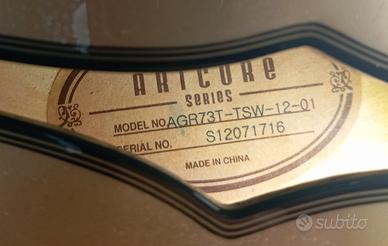 ARTCORE
SERIES
MODEL NO. AGR73T-TSW-12-01
SERIAL NO. S12071716
MADE IN CHINA
subito